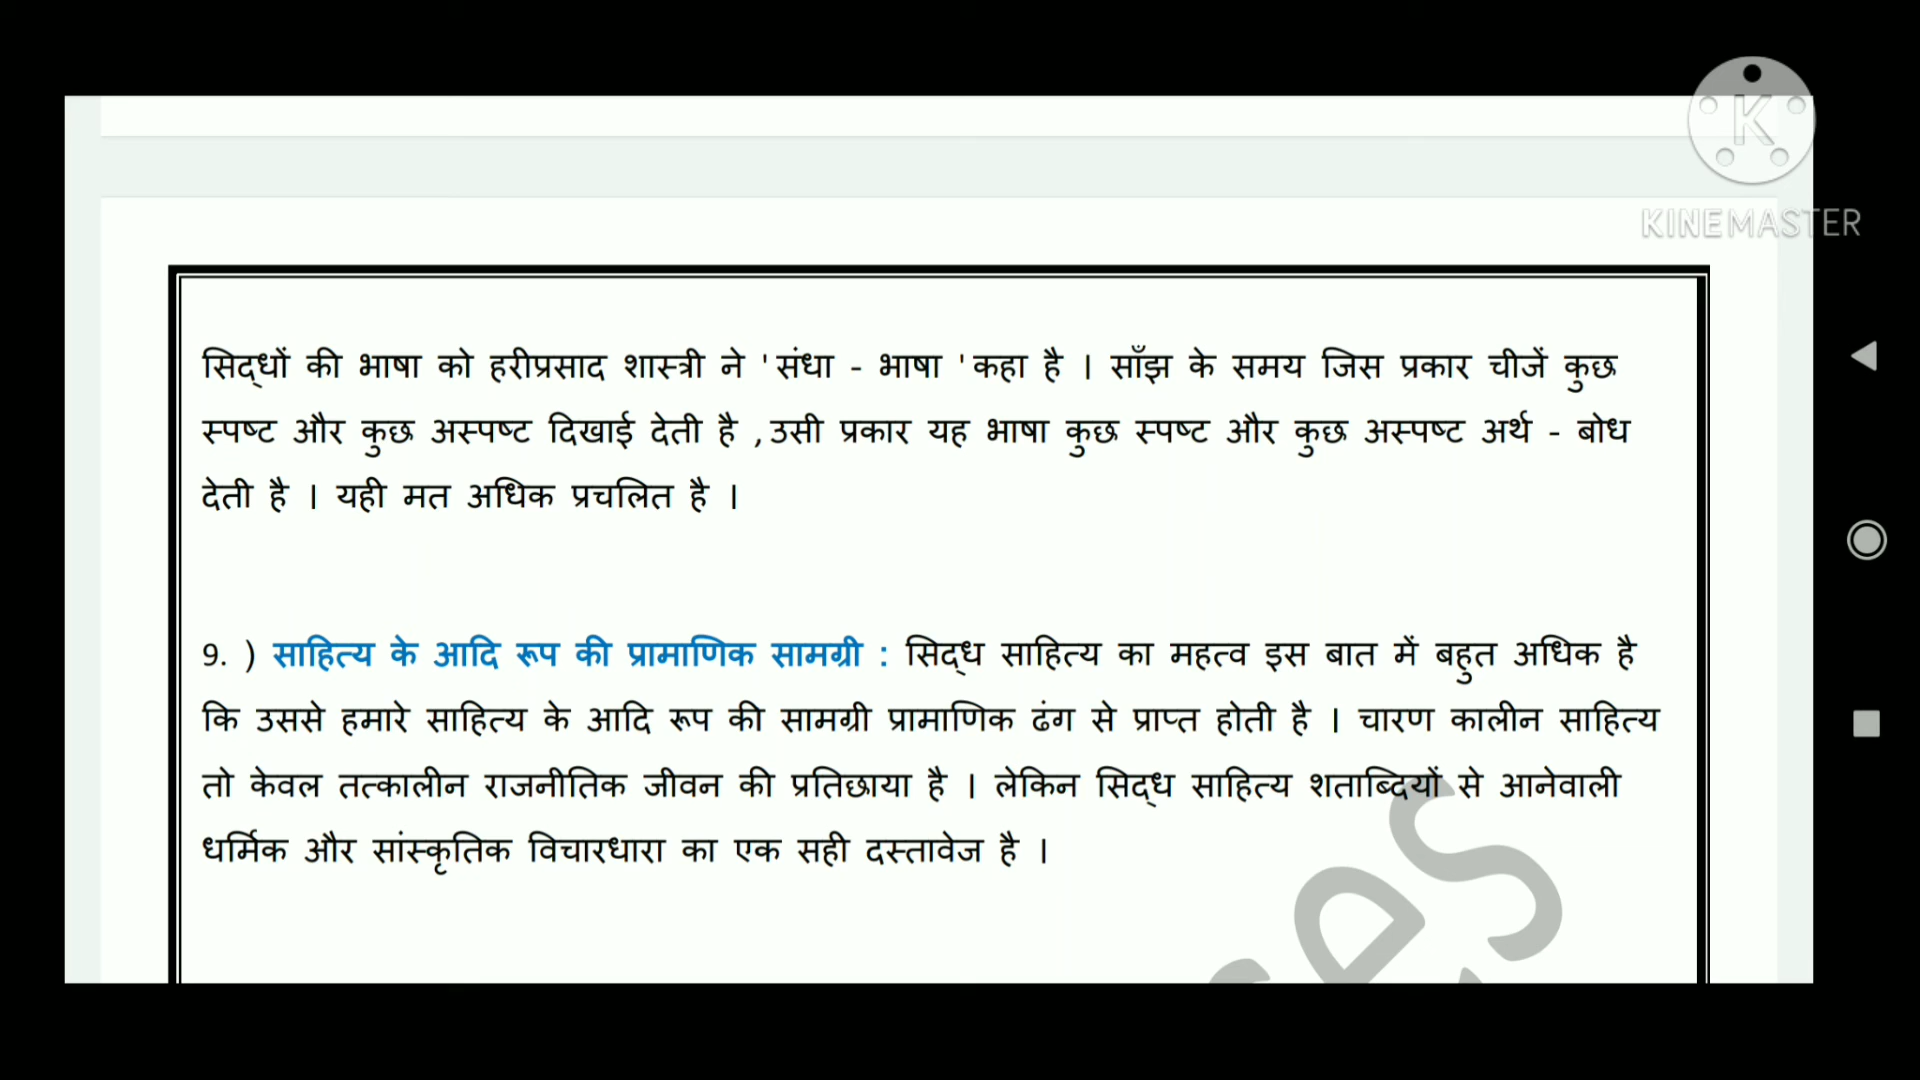 KINEMASTER
सिद्धों की भाषा को हरीप्रसाद शास्त्री ने ' संधा - भाषा ' कहा है । साँझ के समय जिस प्रकार चीजें कुछ
स्पष्ट और कुछ अस्पष्ट दिखाई देती है , उसी प्रकार यह भाषा कुछ स्पष्ट और कुछ अस्पष्ट अर्थ - बोध
देती है । यही मत अधिक प्रचलित है ।
9. ) साहित्य के आदि रूप की प्रामाणिक सामग्री : सिद्ध साहित्य का महत्व इस बात में बहुत अधिक है
कि उससे हमारे साहित्य के आदि रूप की सामग्री प्रामाणिक ढंग से प्राप्त होती है । चारण कालीन साहित्य
तो केवल तत्कालीन राजनीतिक जीवन की प्रतिछाया है । लेकिन सिद्ध साहित्य शताब्दियों से आनेवाली
धर्मिक और सांस्कृतिक विचारधारा का एक सही दस्तावेज है ।